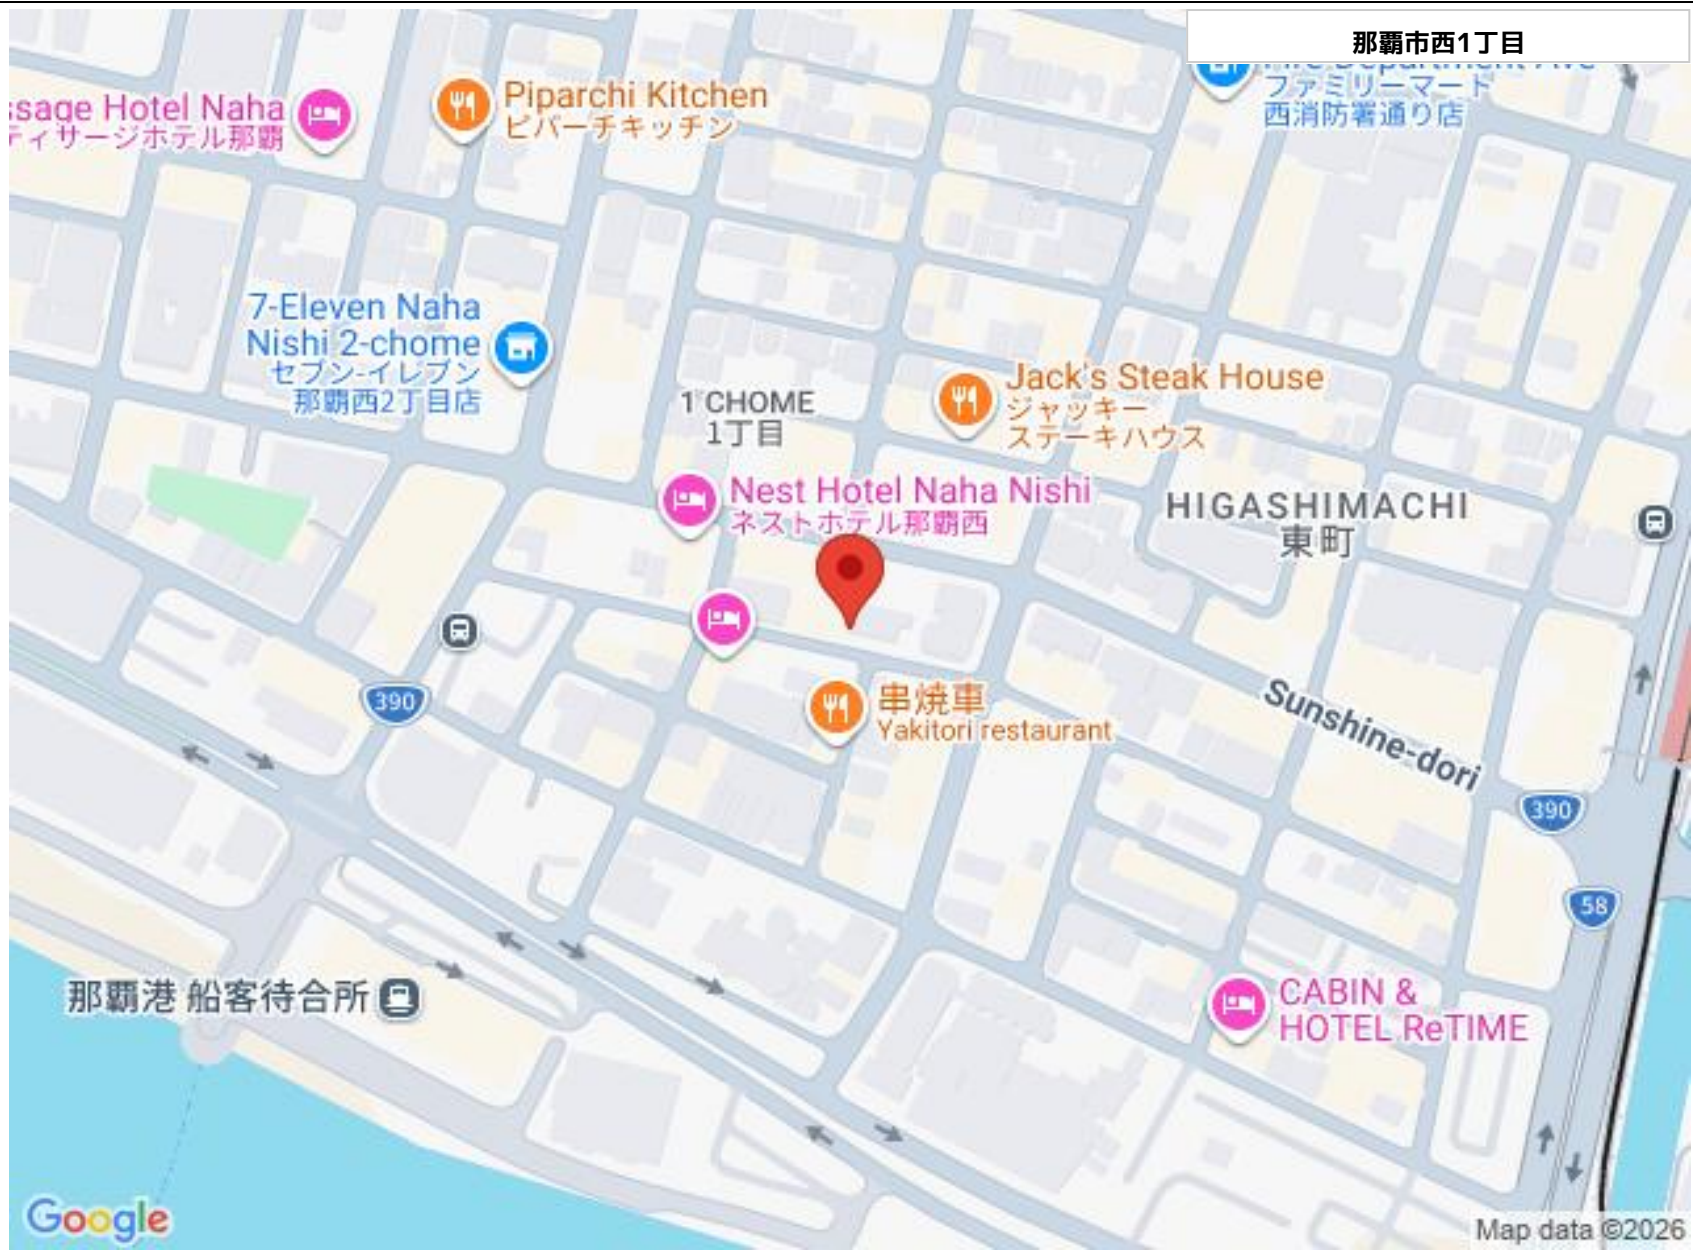 那覇市西1丁目
ファミリーマート
西消防署通り店
ssage Hotel Naha
ティサージホテル那覇
Piparchi Kitchen
ピパーチキッチン
7-Eleven Naha
Nishi 2-chome
セブン-イレブン
那覇西2丁目店
1 CHOME
1丁目
Jack's Steak House
ジャッキー
ステーキハウス
Nest Hotel Naha Nishi
ネストホテル那覇西
HIGASHIMACHI
東町
390
串焼車
Yakitori restaurant
Sunshine-dori
390
58
那覇港 船客待合所
CABIN &
HOTEL ReTIME
Google
Map data ©2026